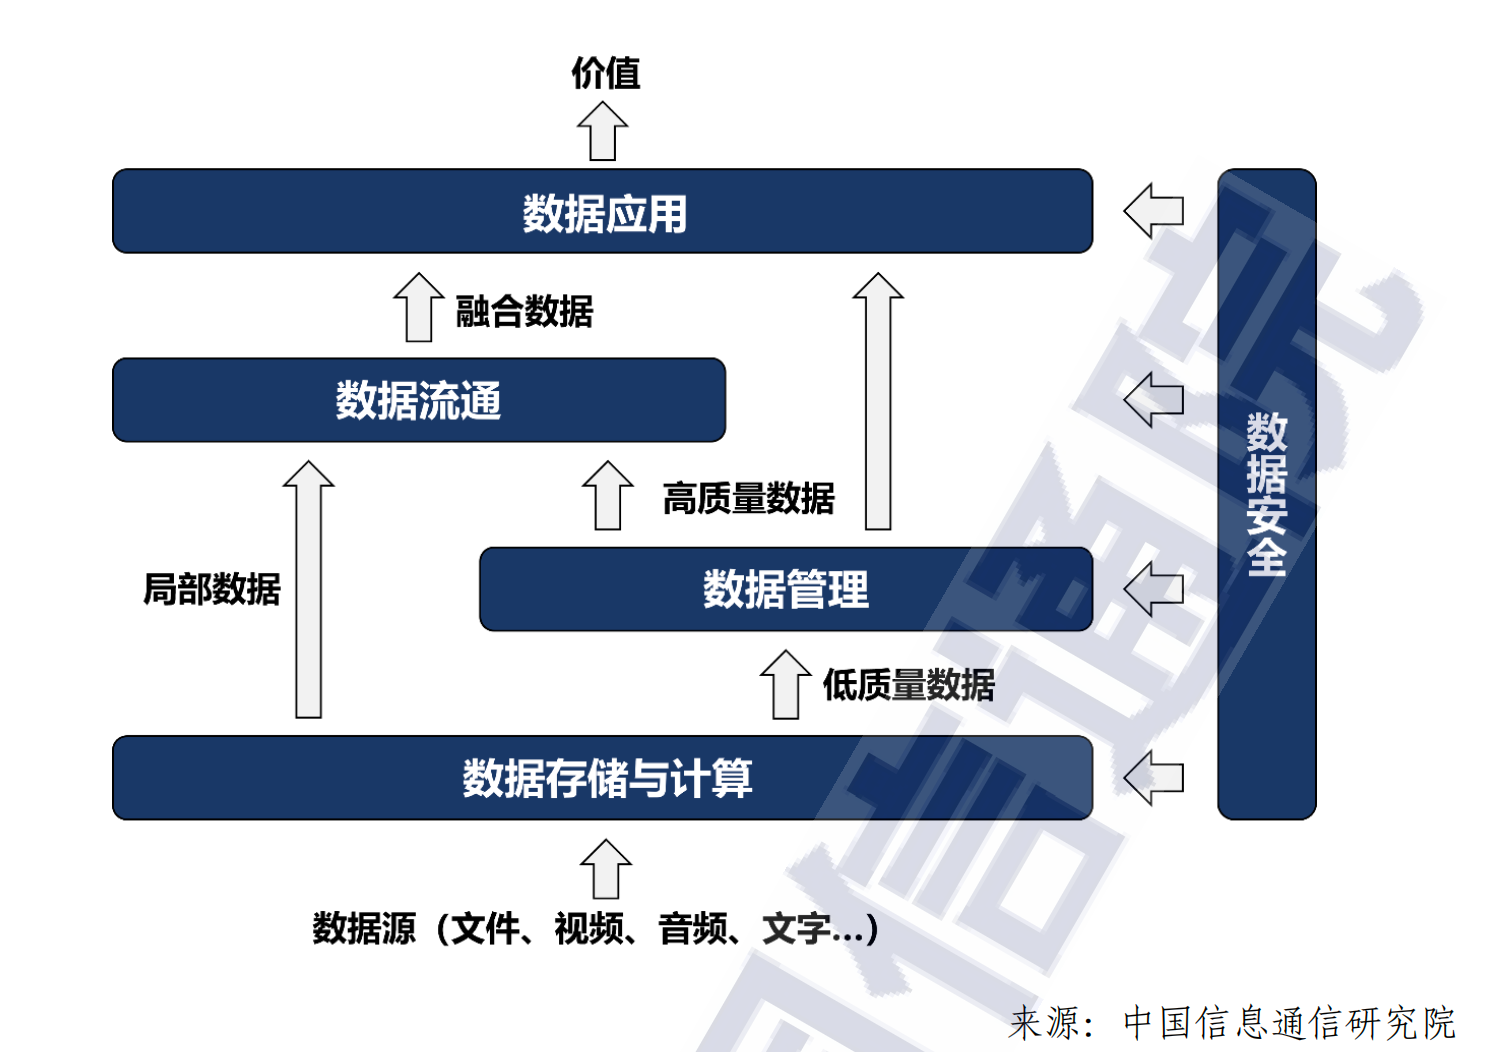 价值
数据应用
融合数据
数据流通
高质量数据
局部数据
数据管理
低质量数据
数据存储与计算
数据源（文件、视频、音频、文字...）
数据安全
来源：中国信息通信研究院
信通院